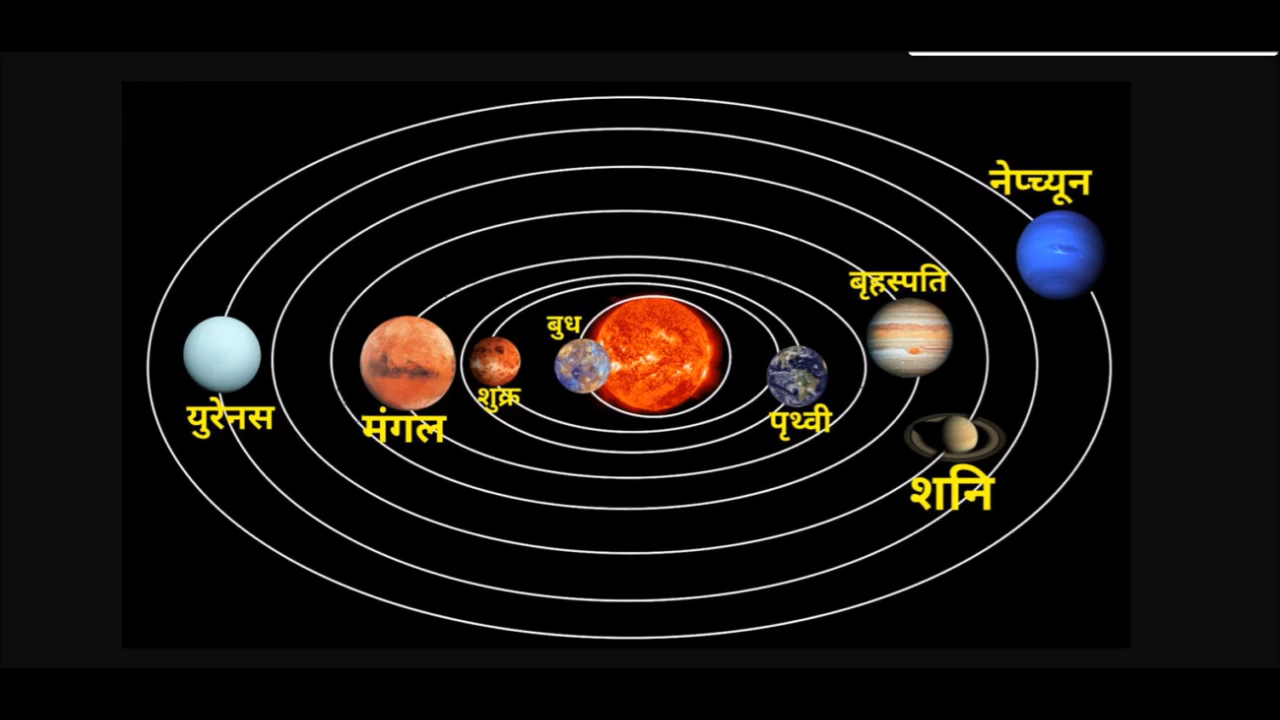 नेप्च्यून
बृहस्पति
बुध
शुक्र
युरेनस
मंगल
पृथ्वी
शनि